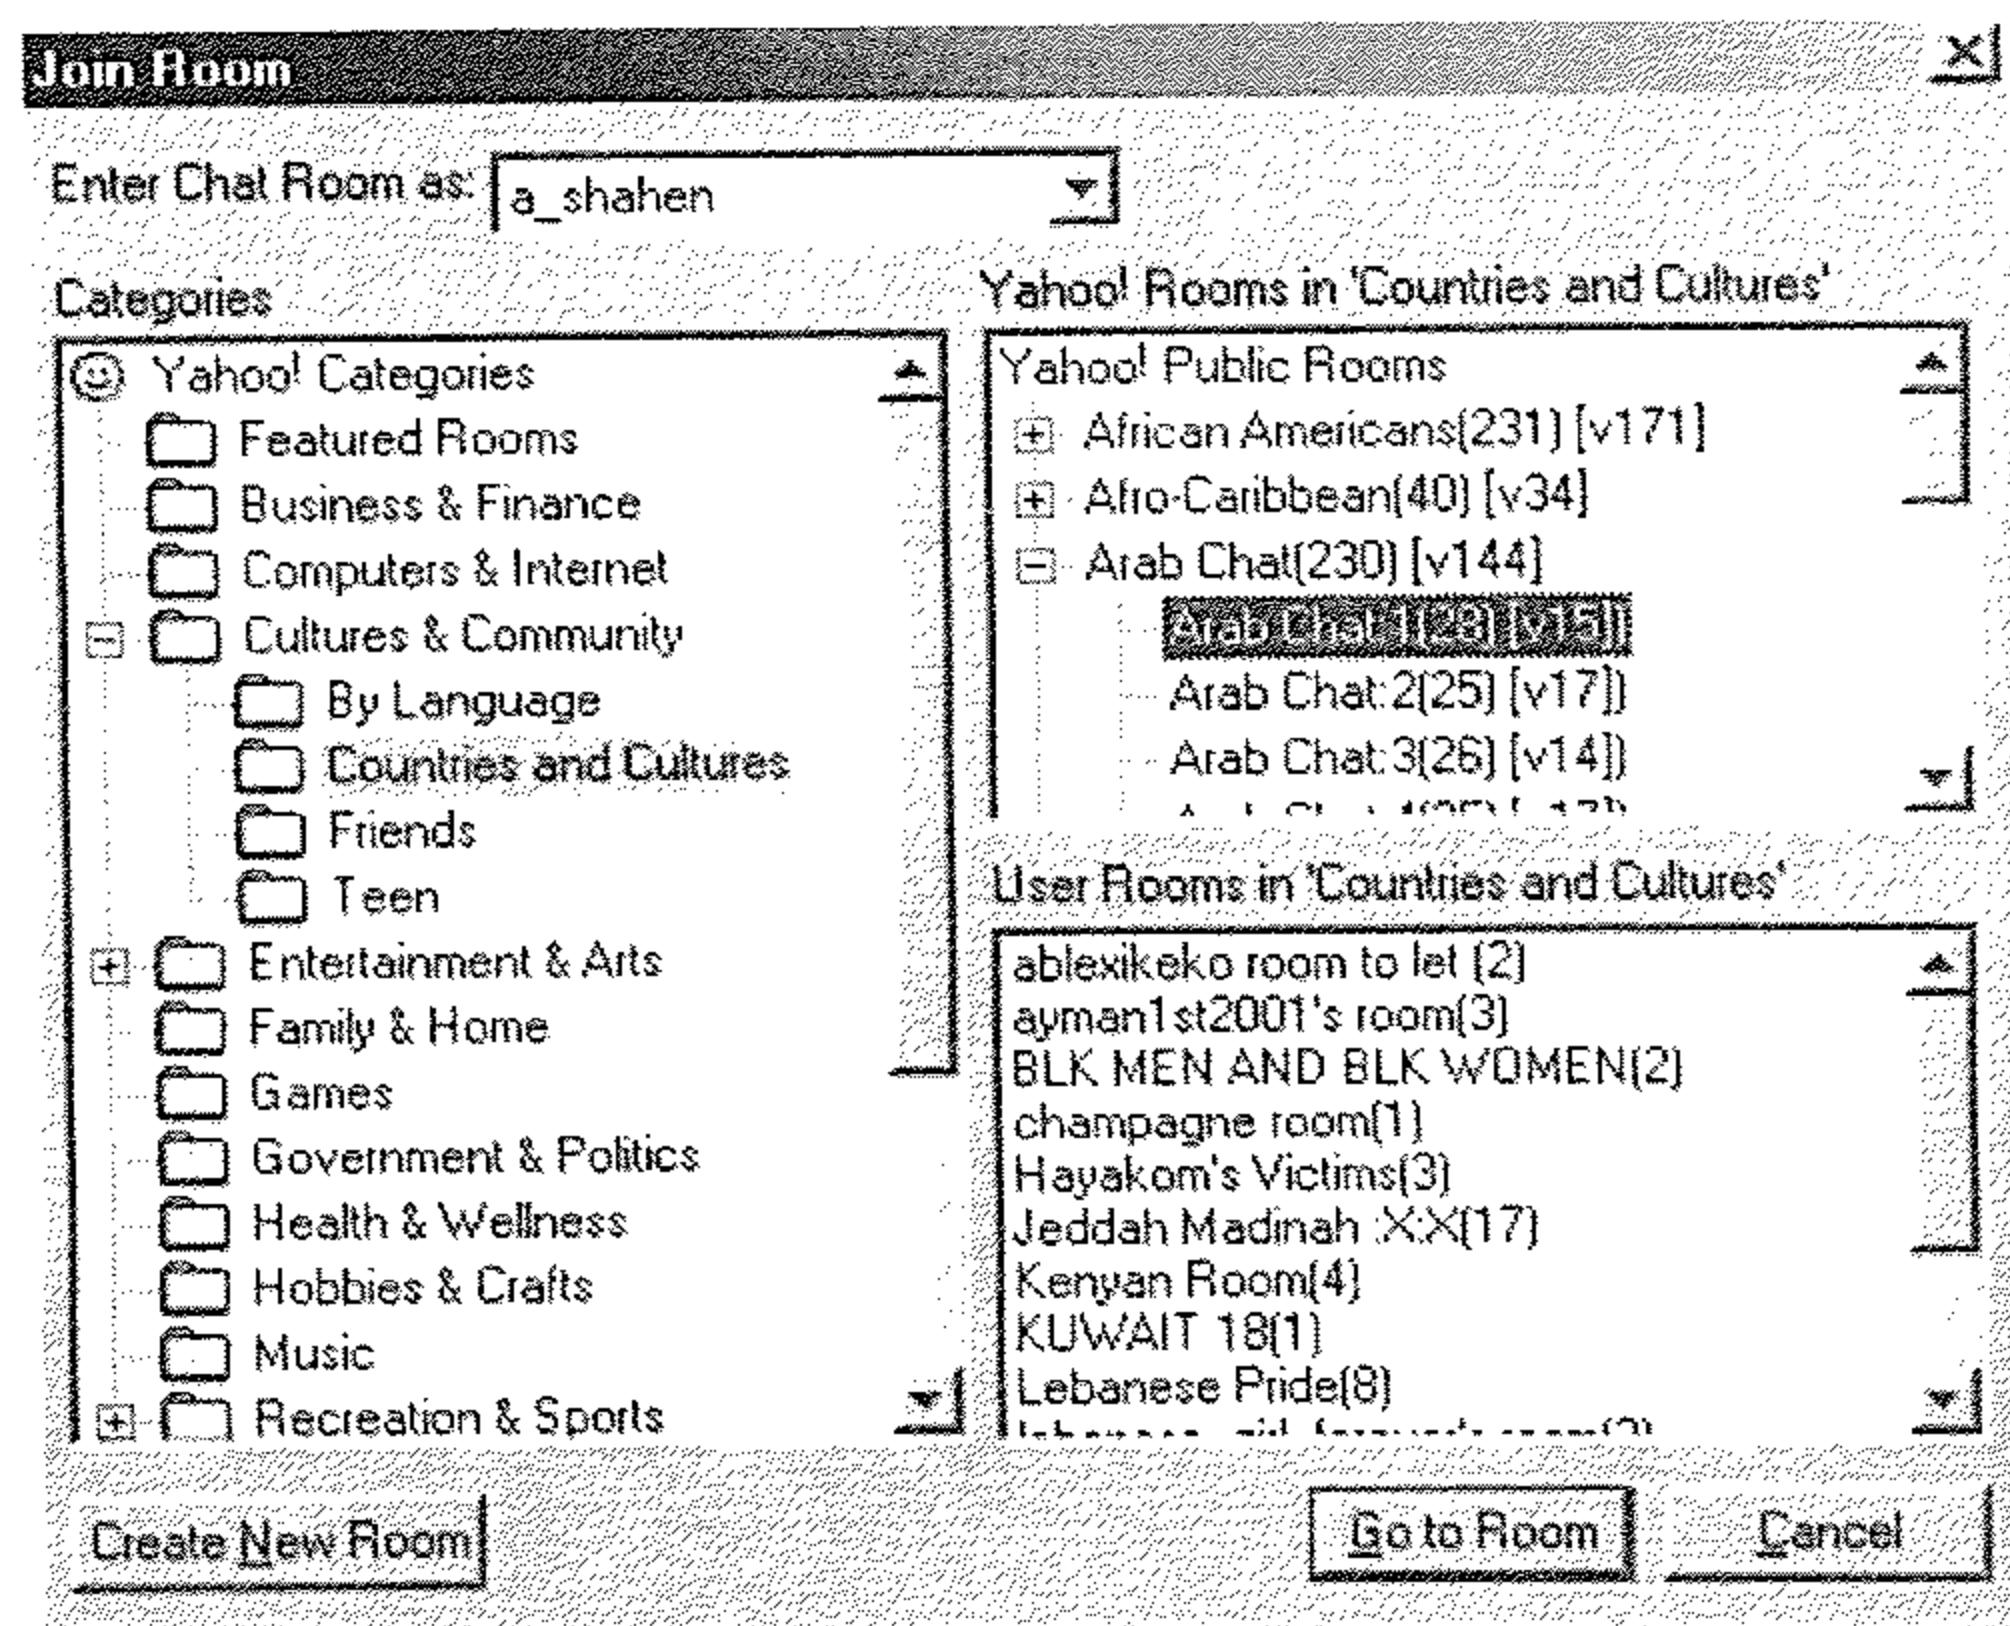 Join Room
Enter Chat Room as: a_shahen
Categories
Yahoo! Categories
Featured Rooms
Business & Finance
Computers & Internet
Cultures & Community
By Language
Countries and Cultures
Friends
Teen
Entertainment & Arts
Family & Home
Games
Government & Politics
Health & Wellness
Hobbies & Crafts
Music
Recreation & Sports
Yahoo! Rooms in 'Countries and Cultures'
Yahoo! Public Rooms
African Americans(231) [v171]
Afro-Caribbean(40) [v34]
Arab Chat(230) [v144]
Arab Chat:1(28) [v15])
Arab Chat:2(25) [v17])
Arab Chat:3(26) [v14])
User Rooms in 'Countries and Cultures'
ablexikeko room to let (2)
ayman1st2001's room(3)
BLK MEN AND BLK WOMEN(2)
champagne room(1)
Hayakom's Victims(3)
Jeddah Madinah :X:X(17)
Kenyan Room(4)
KUWAIT 18(1)
Lebanese Pride(8)
Create New Room
Go to Room
Cancel